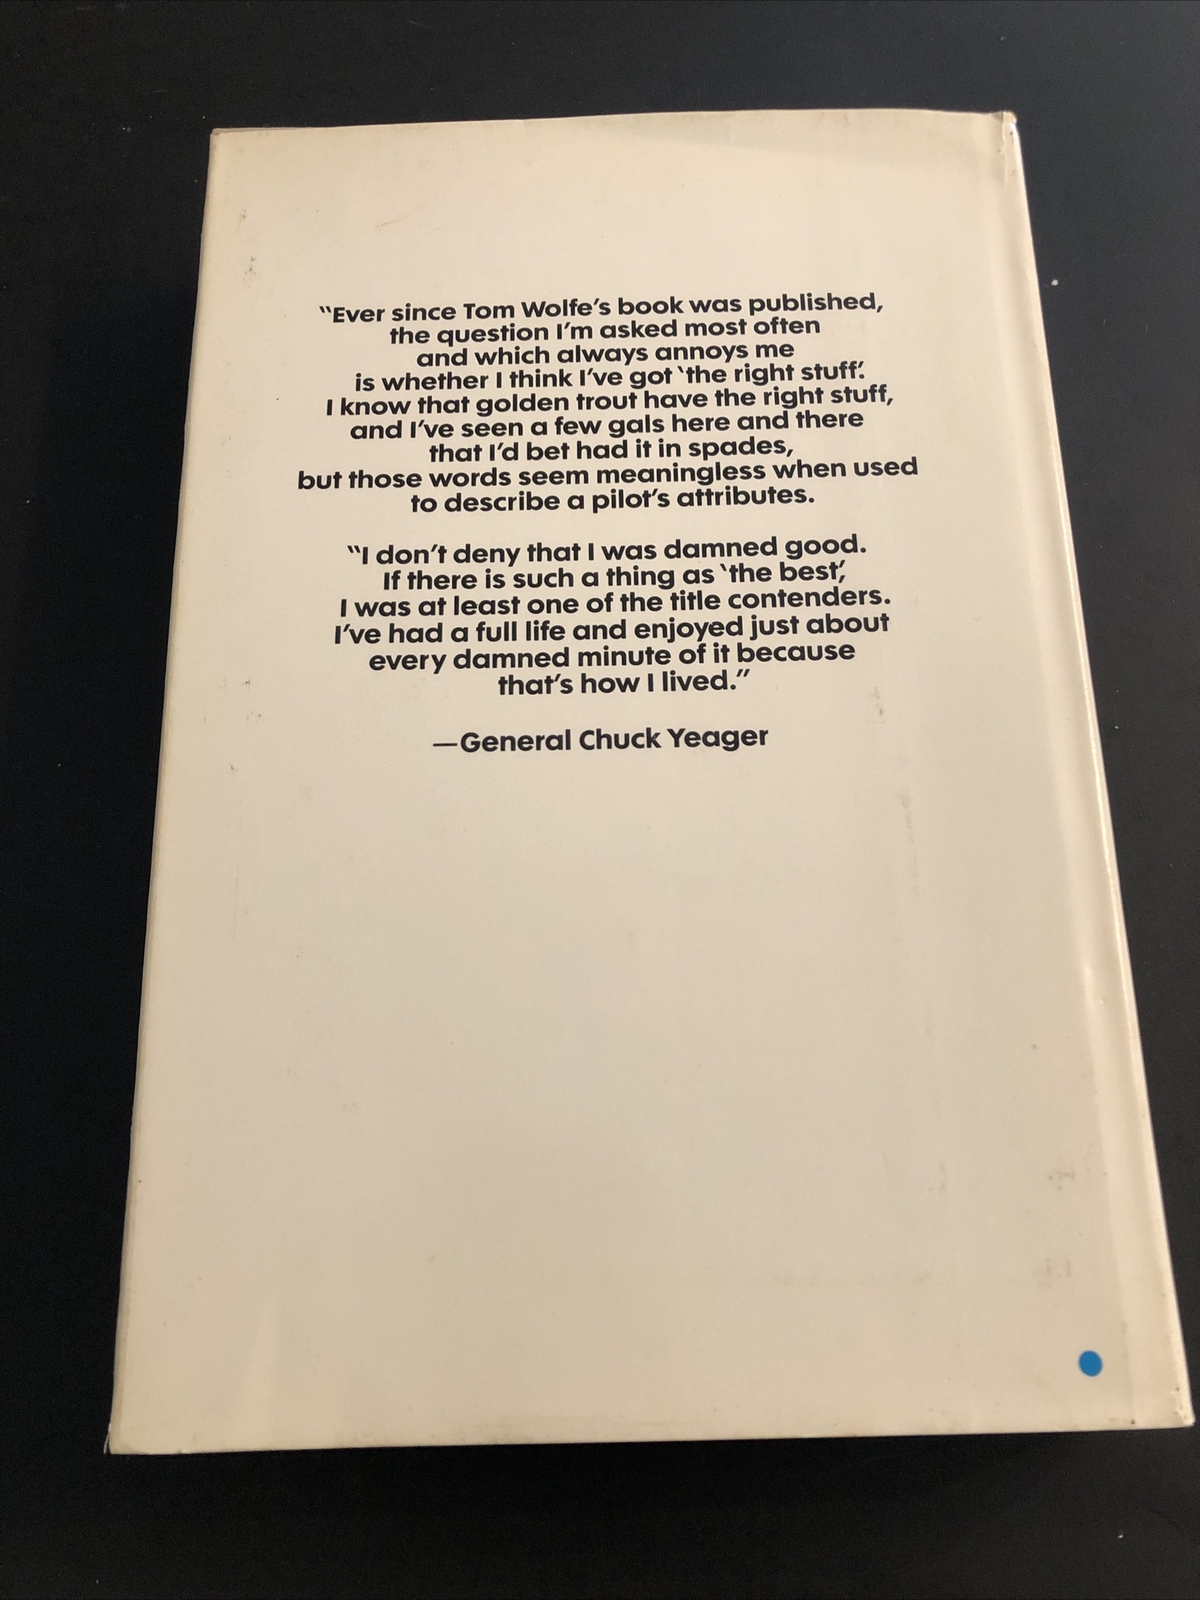 “Ever since Tom Wolfe’s book was published,
the question I’m asked most often
and which always annoys me
is whether I think I’ve got ‘the right stuff’.
I know that golden trout have the right stuff,
and I’ve seen a few gals here and there
that I’d bet had it in spades,
but those words seem meaningless when used
to describe a pilot’s attributes.
“I don’t deny that I was damned good.
If there is such a thing as ‘the best’,
I was at least one of the title contenders.
I’ve had a full life and enjoyed just about
every damned minute of it because
that’s how I lived.”
—General Chuck Yeager